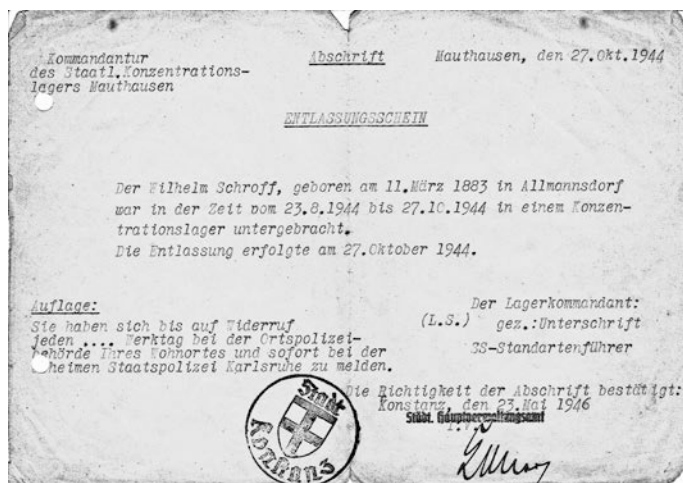 Kommandantur
des Staatl.Konzentrations-
lagers Mauthausen
Abschrift
Mauthausen, den 27.Okt.1944
ENTLASSUNGSSCHEIN
Der Wilhelm Schroff, geboren am 11.März 1883 in Allmannsdorf
war in der Zeit vom 23.8.1944 bis 27.10.1944 in einem Konzen-
trationslager untergebracht.
Die Entlassung erfolgte am 27.Oktober 1944.
Auflage:
Sie haben sich bis auf Widerruf
jeden .... Werktag bei der Ortspolizei-
behörde Ihres Wohnortes und sofort bei der
heimen Staatspolizei Karlsruhe zu melden.
Der Lagerkommandant:
(L.S.) gez.:Unterschrift
SS-Standartenführer
Die Richtigkeit der Abschrift bestätigt:
Konstanz, den 23.Mai 1946
Städt. Hauptverwaltungsamt
Stadt
Konstanz